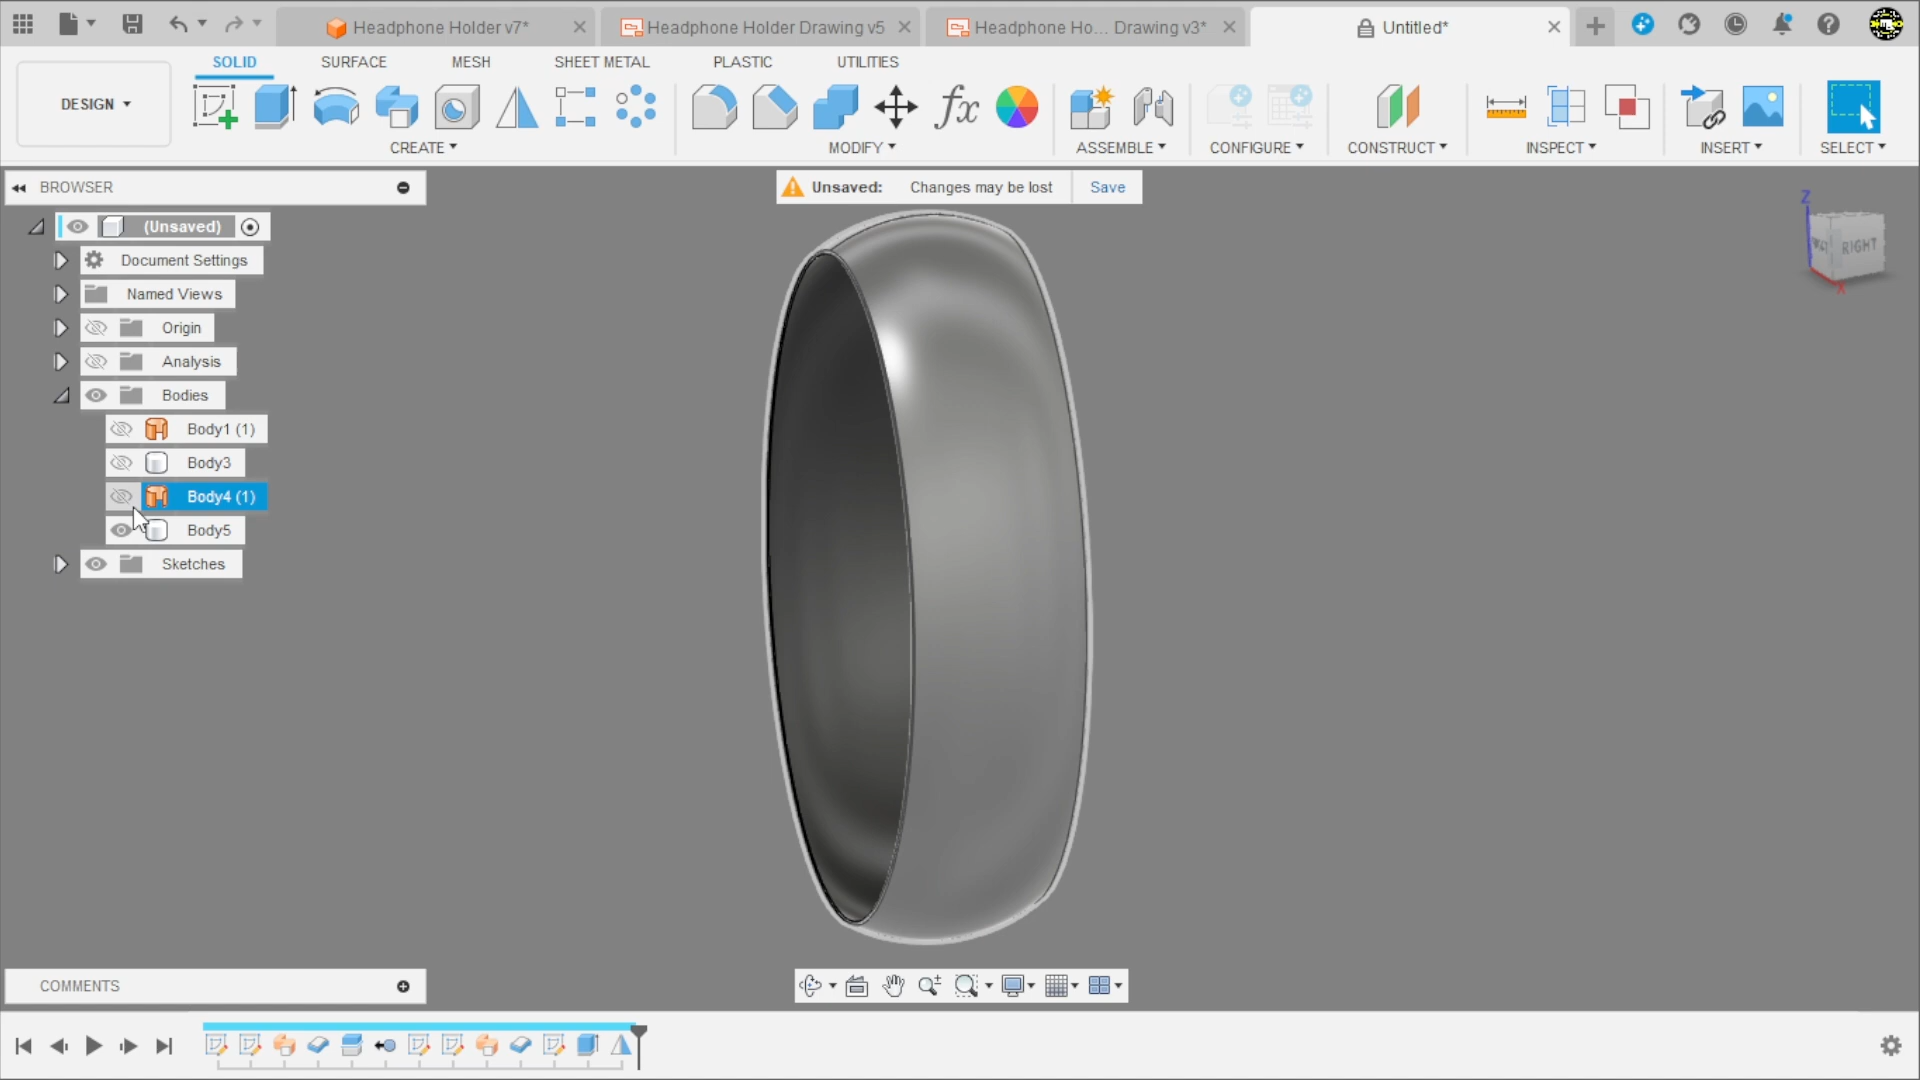 Headphone Holder v7*
Headphone Holder Drawing v5
Headphone Ho... Drawing v3*
Untitled*
SOLID
SURFACE
MESH
SHEET METAL
PLASTIC
UTILITIES
DESIGN
fx
CREATE
MODIFY
ASSEMBLE
CONFIGURE
CONSTRUCT
INSPECT
INSERT
SELECT
BROWSER
Unsaved: Changes may be lost Save
Z
RIGHT
X
(Unsaved)
Document Settings
Named Views
Origin
Analysis
Bodies
Body1 (1)
Body3
Body4 (1)
Body5
Sketches
COMMENTS